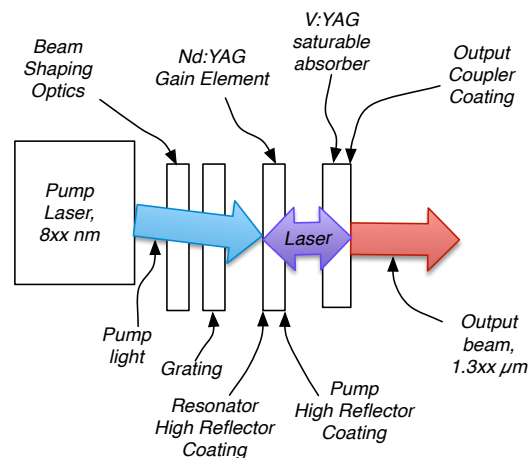 Beam
Shaping
Optics
Nd:YAG
Gain Element
V:YAG
saturable
absorber
Output
Coupler
Coating
Pump
Laser,
8xx nm
Laser
Pump
light
Grating
Resonator
High Reflector
Coating
Pump
High Reflector
Coating
Output
beam,
1.3xx µm